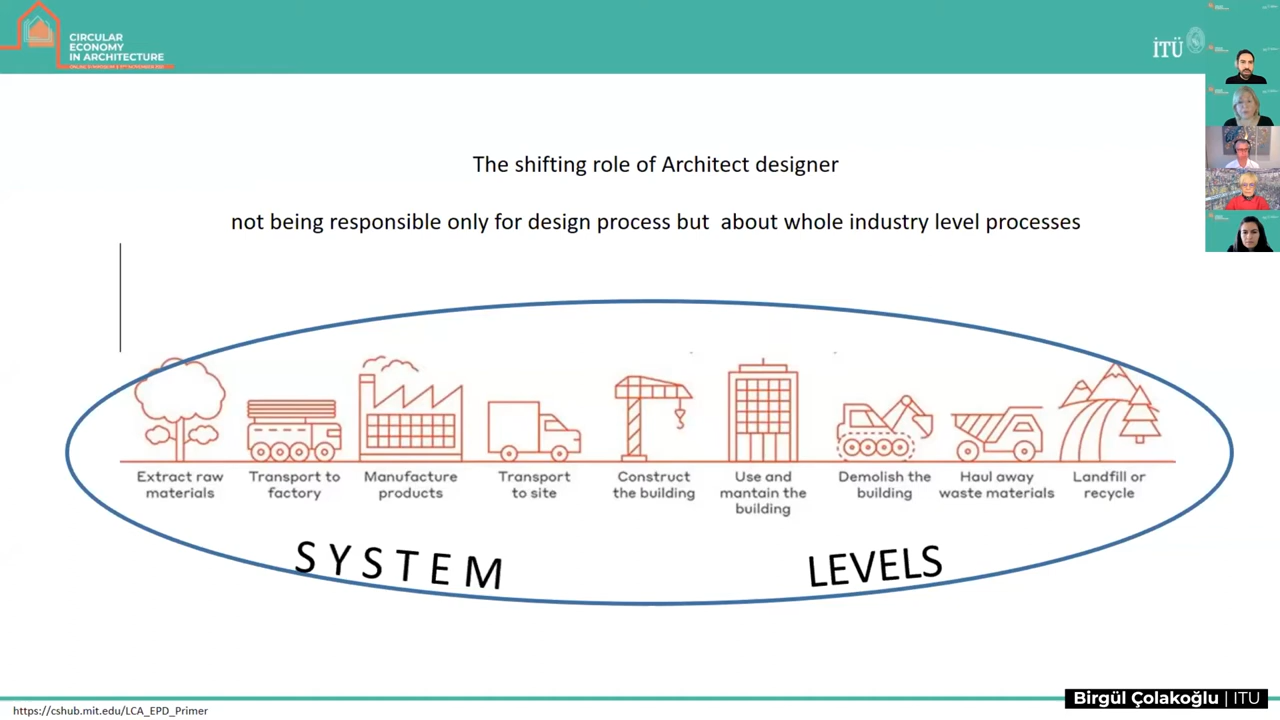 CIRCULAR
ECONOMY
IN ARCHITECTURE
İTÜ
The shifting role of Architect designer
not being responsible only for design process but about whole industry level processes
Extract raw
materials
Transport to
factory
Manufacture
products
Transport
to site
Construct
the building
Use and
mantain the
building
Demolish the
building
Haul away
waste materials
Landfill or
recycle
SYSTEM
LEVELS
https://cshub.mit.edu/LCA_EPD_Primer
Birgül Çolakoğlu | ITU